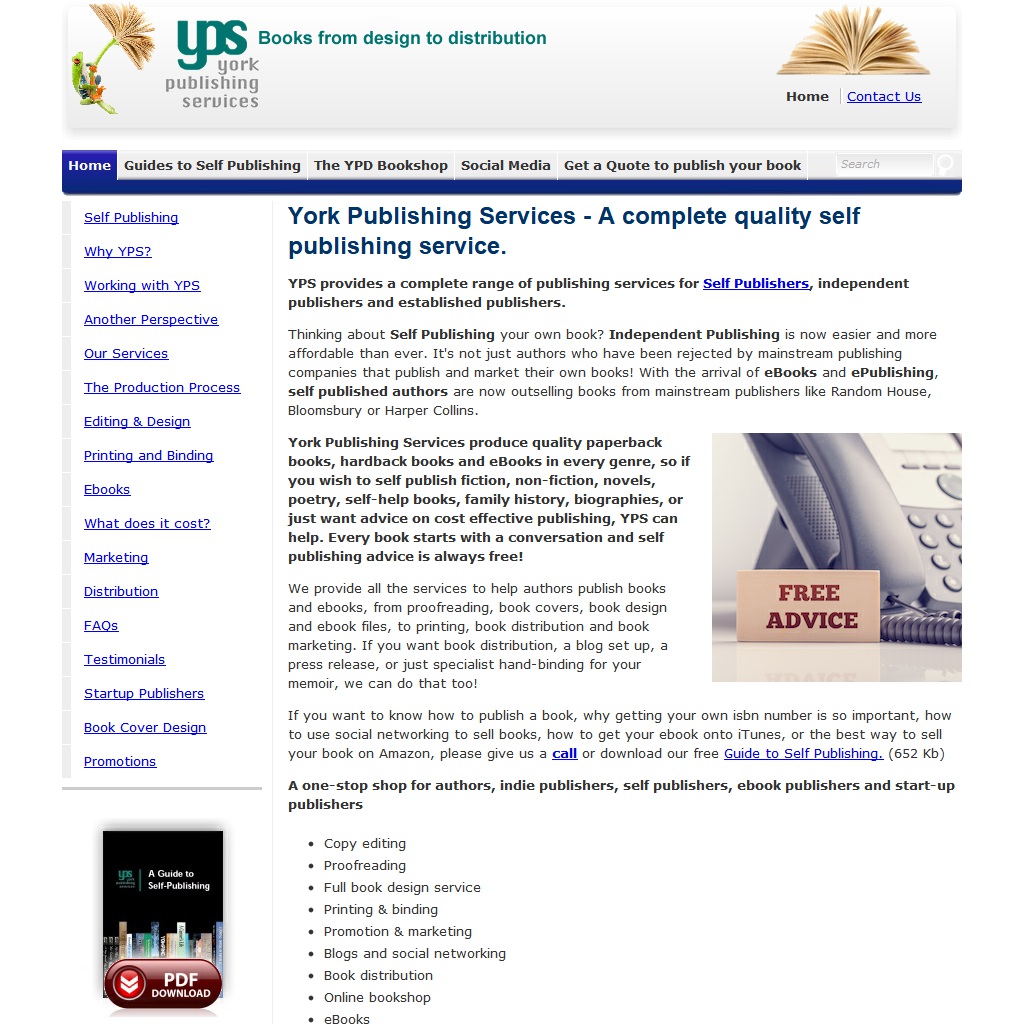 yps
york
publishing
services
Books from design to distribution
Home
Contact Us
Home
Guides to Self Publishing
The YPD Bookshop
Social Media
Get a Quote to publish your book
Search
Self Publishing
Why YPS?
Working with YPS
Another Perspective
Our Services
The Production Process
Editing & Design
Printing and Binding
Ebooks
What does it cost?
Marketing
Distribution
FAQs
Testimonials
Startup Publishers
Book Cover Design
Promotions
yps
york
publishing
services
A Guide to
Self-Publishing
PDF
DOWNLOAD
York Publishing Services - A complete quality self
publishing service.
YPS provides a complete range of publishing services for Self Publishers, independent
publishers and established publishers.
Thinking about Self Publishing your own book? Independent Publishing is now easier and more
affordable than ever. It's not just authors who have been rejected by mainstream publishing
companies that publish and market their own books! With the arrival of eBooks and ePublishing,
self published authors are now outselling books from mainstream publishers like Random House,
Bloomsbury or Harper Collins.
York Publishing Services produce quality paperback
books, hardback books and eBooks in every genre, so if
you wish to self publish fiction, non-fiction, novels,
poetry, self-help books, family history, biographies, or
just want advice on cost effective publishing, YPS can
help. Every book starts with a conversation and self
publishing advice is always free!
FREE
ADVICE
We provide all the services to help authors publish books
and ebooks, from proofreading, book covers, book design
and ebook files, to printing, book distribution and book
marketing. If you want book distribution, a blog set up, a
press release, or just specialist hand-binding for your
memoir, we can do that too!
If you want to know how to publish a book, why getting your own isbn number is so important, how
to use social networking to sell books, how to get your ebook onto iTunes, or the best way to sell
your book on Amazon, please give us a call or download our free Guide to Self Publishing. (652 Kb)
A one-stop shop for authors, indie publishers, self publishers, ebook publishers and start-up
publishers
Copy editing
Proofreading
Full book design service
Printing & binding
Promotion & marketing
Blogs and social networking
Book distribution
Online bookshop
eBooks